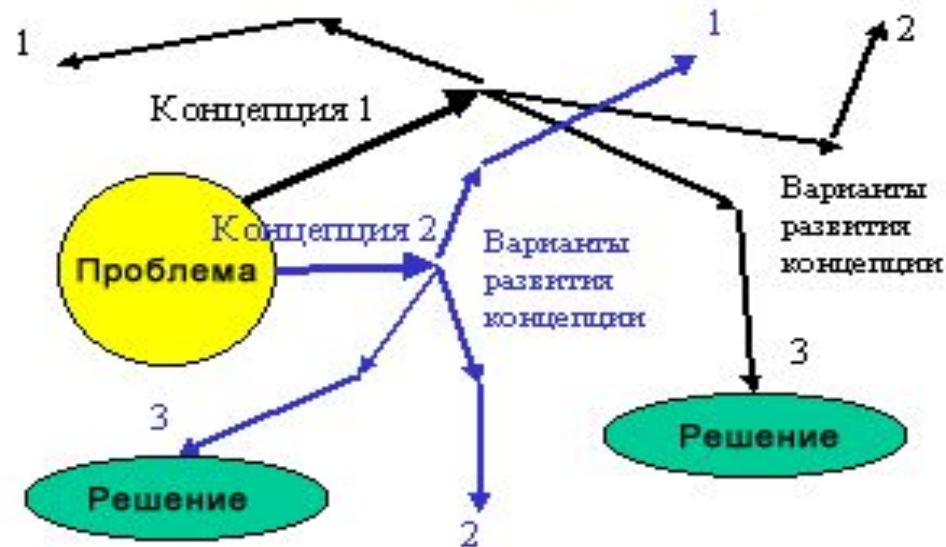 1
1
2
Концепция 1
Варианты
развития
концепции
Концепция 2
Проблема
Варианты
развития
концепции
3
3
Решение
Решение
2